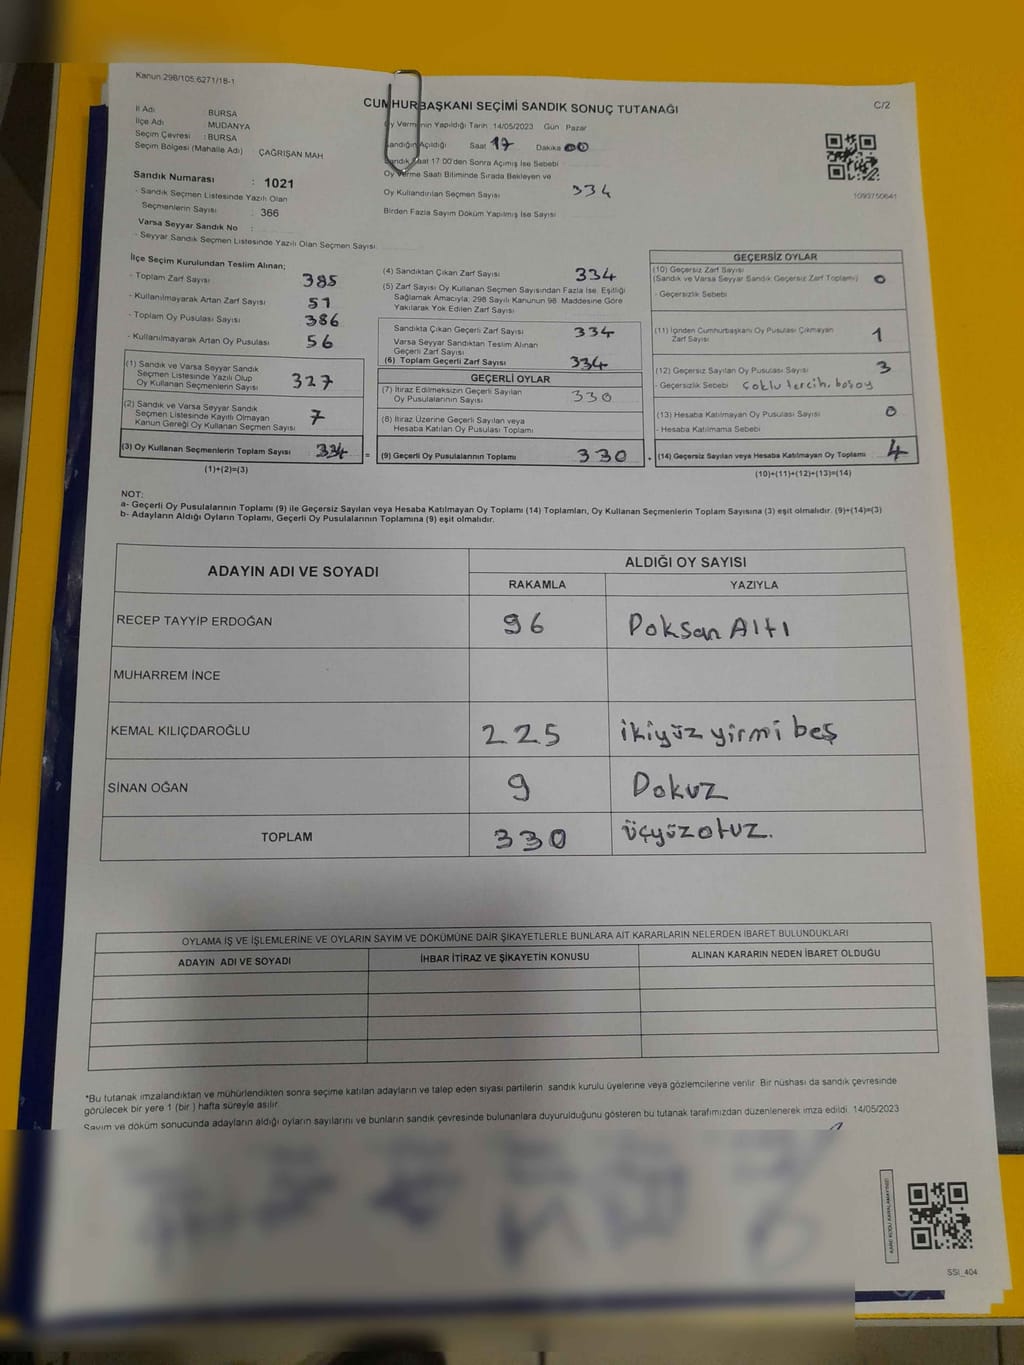 Kanun:298/105;6271/18-1
CUMHURBAŞKANI SEÇİMİ SANDIK SONUÇ TUTANAĞI
C/2
İl Adı : BURSA
İlçe Adı : MUDANYA
Seçim Çevresi : BURSA
Seçim Bölgesi (Mahalle Adı) : ÇAĞRIŞAN MAH
Sandık Numarası : 1021
- Sandık Seçmen Listesinde Yazılı Olan
Seçmenlerin Sayısı : 366
Varsa Seyyar Sandık No :
- Seyyar Sandık Seçmen Listesinde Yazılı Olan Seçmen Sayısı:
Oy Vermenin Yapıldığı Tarih 14/05/2023 Gün Pazar
Sandığın Açıldığı Saat 17 Dakika 00
Sandık Saat 17.00'den Sonra Açılmış İse Sebebi
Oy Verme Saati Bitiminde Sırada Bekleyen ve
Oy Kullandırılan Seçmen Sayısı 334
Birden Fazla Sayım Döküm Yapılmış İse Sayısı
1093750641
İlçe Seçim Kurulundan Teslim Alınan;
- Toplam Zarf Sayısı 385
- Kullanılmayarak Artan Zarf Sayısı 51
- Toplam Oy Pusulası Sayısı 386
- Kullanılmayarak Artan Oy Pusulası 56
(1) Sandık ve Varsa Seyyar Sandık
Seçmen Listesinde Yazılı Olup
Oy Kullanan Seçmenlerin Sayısı 327
(2) Sandık ve Varsa Seyyar Sandık
Seçmen Listesinde Kayıtlı Olmayan
Kanun Gereği Oy Kullanan Seçmen Sayısı : 7
(3) Oy Kullanan Seçmenlerin Toplam Sayısı : 334 =
(1)+(2)=(3)
(4) Sandıktan Çıkan Zarf Sayısı 334
(5) Zarf Sayısı Oy Kullanan Seçmen Sayısından Fazla İse, Eşitliği
Sağlamak Amacıyla; 298 Sayılı Kanunun 98. Maddesine Göre
Yakılarak Yok Edilen Zarf Sayısı
Sandıkta Çıkan Geçerli Zarf Sayısı 334
Varsa Seyyar Sandıktan Teslim Alınan
Geçerli Zarf Sayısı
(6) Toplam Geçerli Zarf Sayısı 334
GEÇERLİ OYLAR
(7) İtiraz Edilmeksizin Geçerli Sayılan
Oy Pusulalarının Sayısı 330
(8) İtiraz Üzerine Geçerli Sayılan veya
Hesaba Katılan Oy Pusulası Toplamı
(9) Geçerli Oy Pusulalarının Toplamı 330
GEÇERSİZ OYLAR
(10) Geçersiz Zarf Sayısı
(Sandık ve Varsa Seyyar Sandık Geçersiz Zarf Toplamı) 0
- Geçersizlik Sebebi
(11) İçinden Cumhurbaşkanı Oy Pusulası Çıkmayan
Zarf Sayısı 1
(12) Geçersiz Sayılan Oy Pusulası Sayısı 3
- Geçersizlik Sebebi Çoklu tercih, boş oy
(13) Hesaba Katılmayan Oy Pusulası Sayısı 0
- Hesaba Katılmama Sebebi
(14) Geçersiz Sayılan veya Hesaba Katılmayan Oy Toplamı 4
(10)+(11)+(12)+(13)=(14)
NOT:
a- Geçerli Oy Pusulalarının Toplamı (9) ile Geçersiz Sayılan veya Hesaba Katılmayan Oy Toplamı (14) Toplamları, Oy Kullanan Seçmenlerin Toplam Sayısına (3) eşit olmalıdır. (9)+(14)=(3)
b- Adayların Aldığı Oyların Toplamı, Geçerli Oy Pusulalarının Toplamına (9) eşit olmalıdır.
ADAYIN ADI VE SOYADI
ALDIĞI OY SAYISI
RAKAMLA YAZIYLA
RECEP TAYYİP ERDOĞAN 96 Doksan Altı
MUHARREM İNCE
KEMAL KILIÇDAROĞLU 225 ikiyüz yirmi beş
SİNAN OĞAN 9 Dokuz
TOPLAM 330 üçyüzotuz.
OYLAMA İŞ VE İŞLEMLERİNE VE OYLARIN SAYIM VE DÖKÜMÜNE DAİR ŞİKAYETLERLE BUNLARA AİT KARARLARIN NELERDEN İBARET BULUNDUKLARI
ADAYIN ADI VE SOYADI İHBAR İTİRAZ VE ŞİKAYETİN KONUSU ALINAN KARARIN NEDEN İBARET OLDUĞU
*Bu tutanak imzalandıktan ve mühürlendikten sonra seçime katılan adayların ve talep eden siyasi partilerin sandık kurulu üyelerine veya gözlemcilerine verilir. Bir nüshası da sandık çevresinde
görülecek bir yere 1 (bir) hafta süreyle asılır.
Sayım ve döküm sonucunda adayların aldığı oyların sayılarını ve bunların sandık çevresinde bulunanlara duyurulduğunu gösteren bu tutanak tarafımızdan düzenlenerek imza edildi. 14/05/2023
KARE KODU KARALAMAYINIZ!
SSI_404